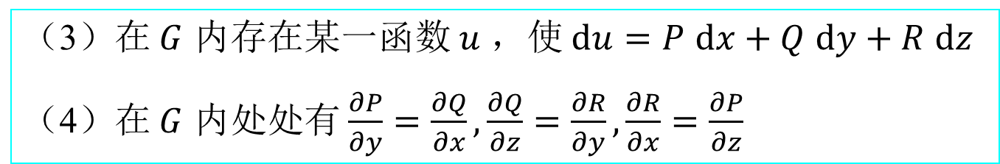 （3）在 G 内存在某一函数 u ，使 du = P dx + Q dy + R dz
（4）在 G 内处处有 ∂P/∂y = ∂Q/∂x, ∂Q/∂z = ∂R/∂y, ∂R/∂x = ∂P/∂z